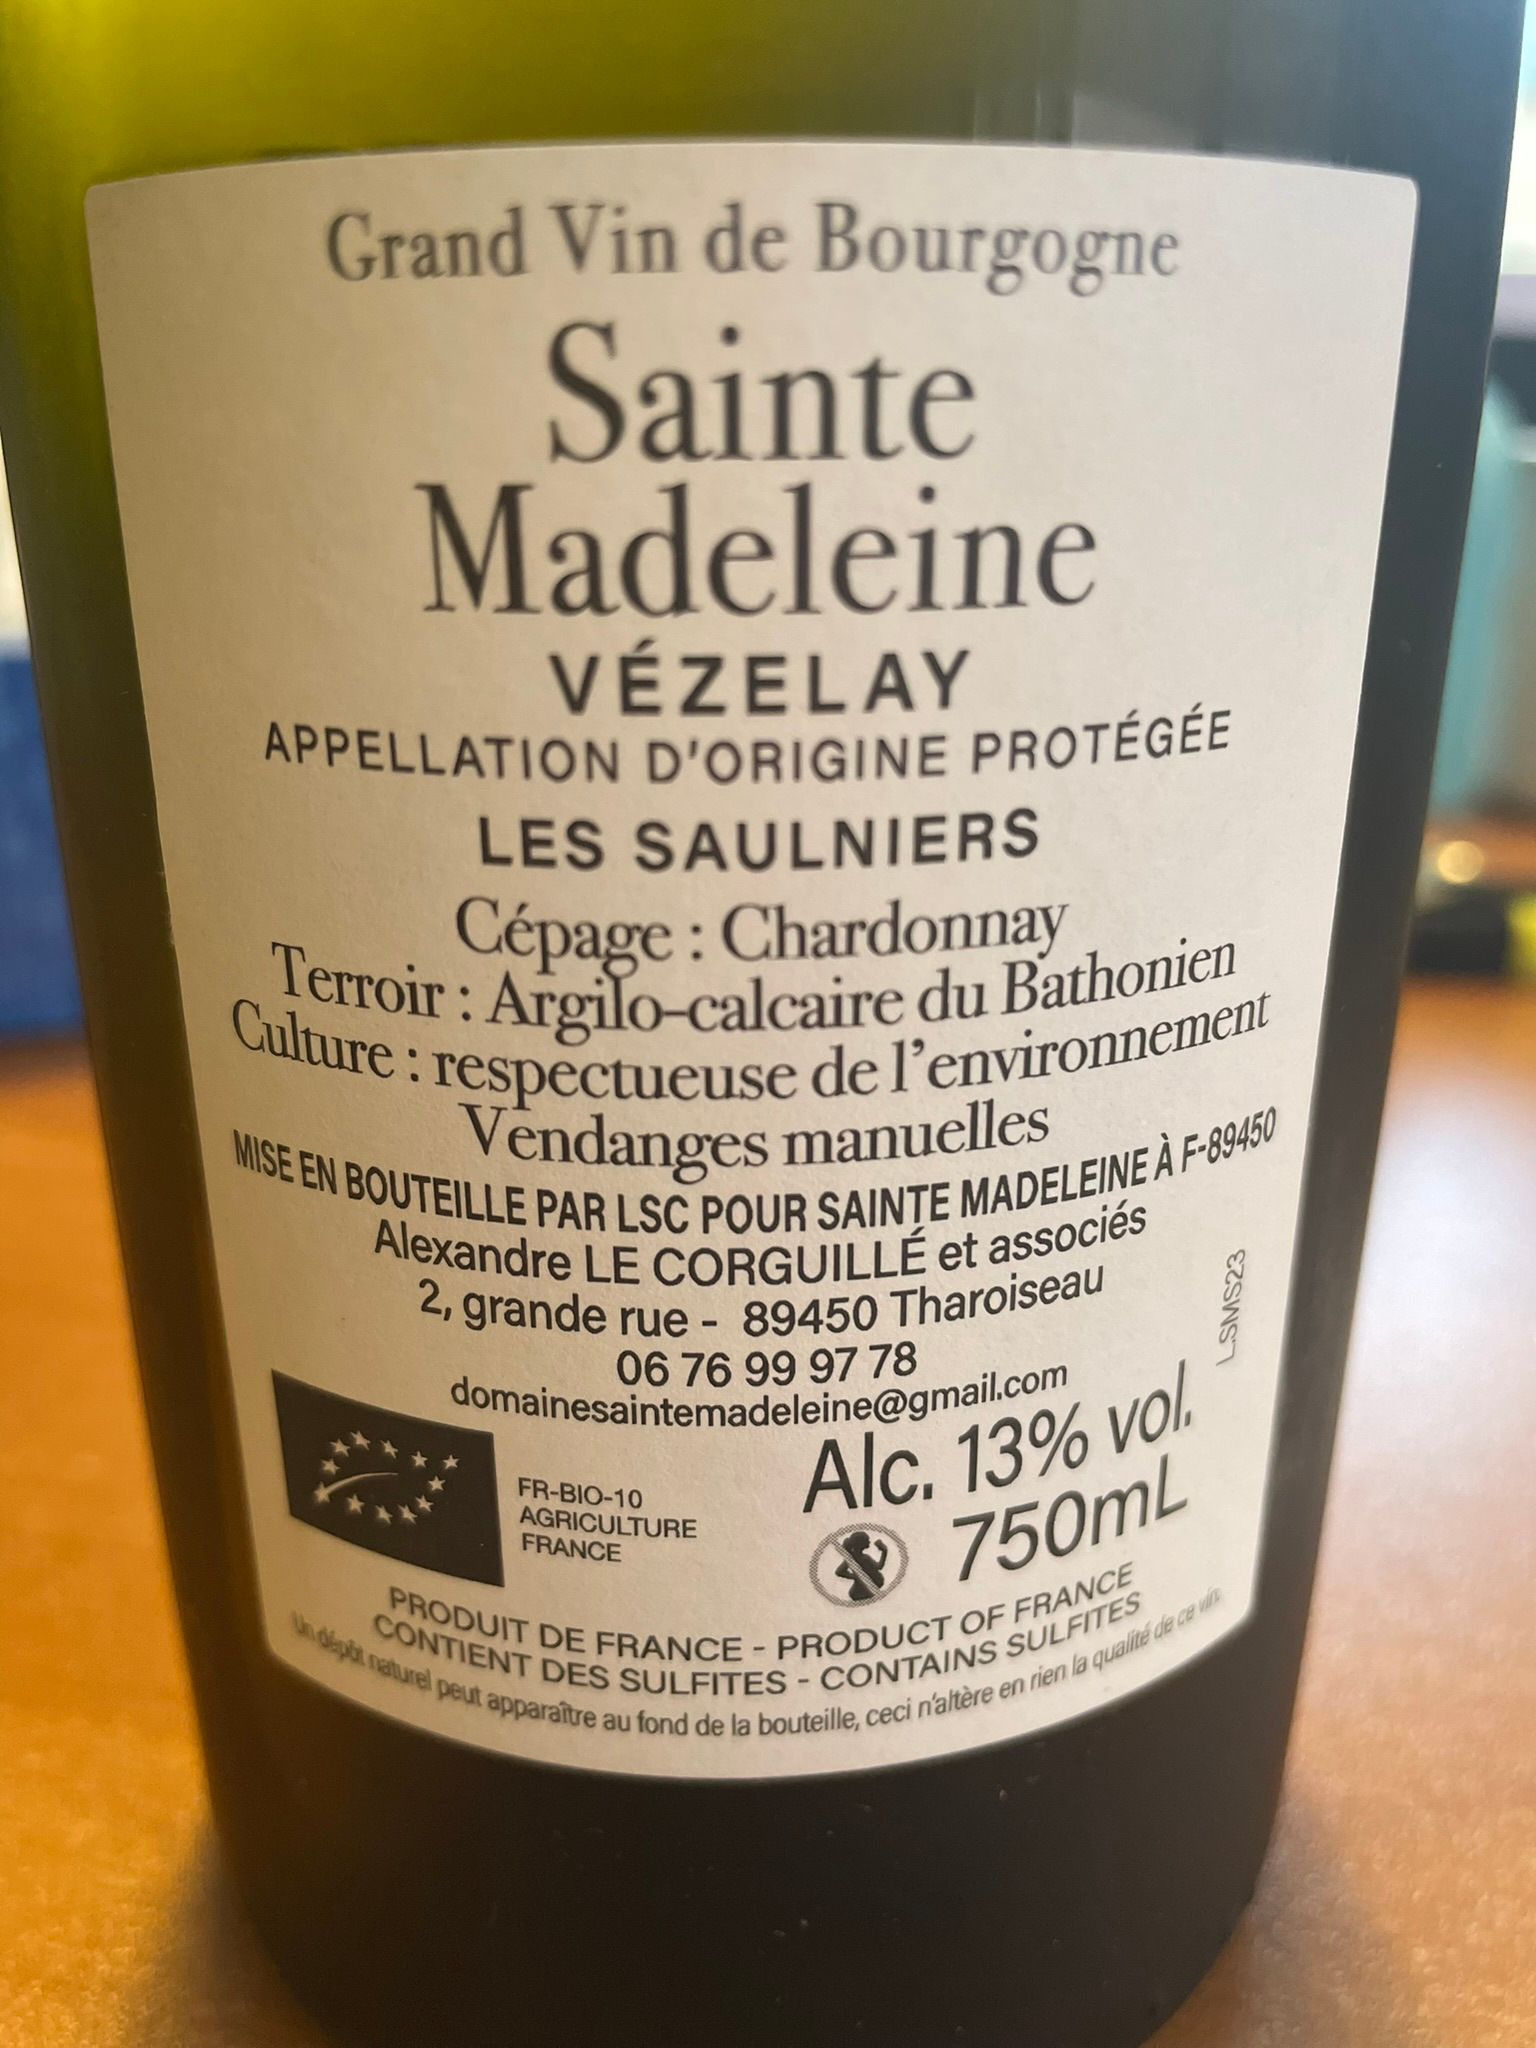 Grand Vin de Bourgogne
Sainte
Madeleine
VÉZELAY
APPELLATION D'ORIGINE PROTÉGÉE
LES SAULNIERS
Cépage : Chardonnay
Terroir : Argilo-calcaire du Bathonien
Culture : respectueuse de l'environnement
Vendanges manuelles
MISE EN BOUTEILLE PAR LSC POUR SAINTE MADELEINE À F-89450
Alexandre LE CORGUILLÉ et associés
2, grande rue - 89450 Tharoiseau
06 76 99 97 78
domainesaintemadeleine@gmail.com
L.SMS23
Alc. 13% vol.
750mL
FR-BIO-10
AGRICULTURE
FRANCE
PRODUIT DE FRANCE - PRODUCT OF FRANCE
CONTIENT DES SULFITES - CONTAINS SULFITES
Un dépôt naturel peut apparaître au fond de la bouteille, ceci n'altère en rien la qualité de ce vin.